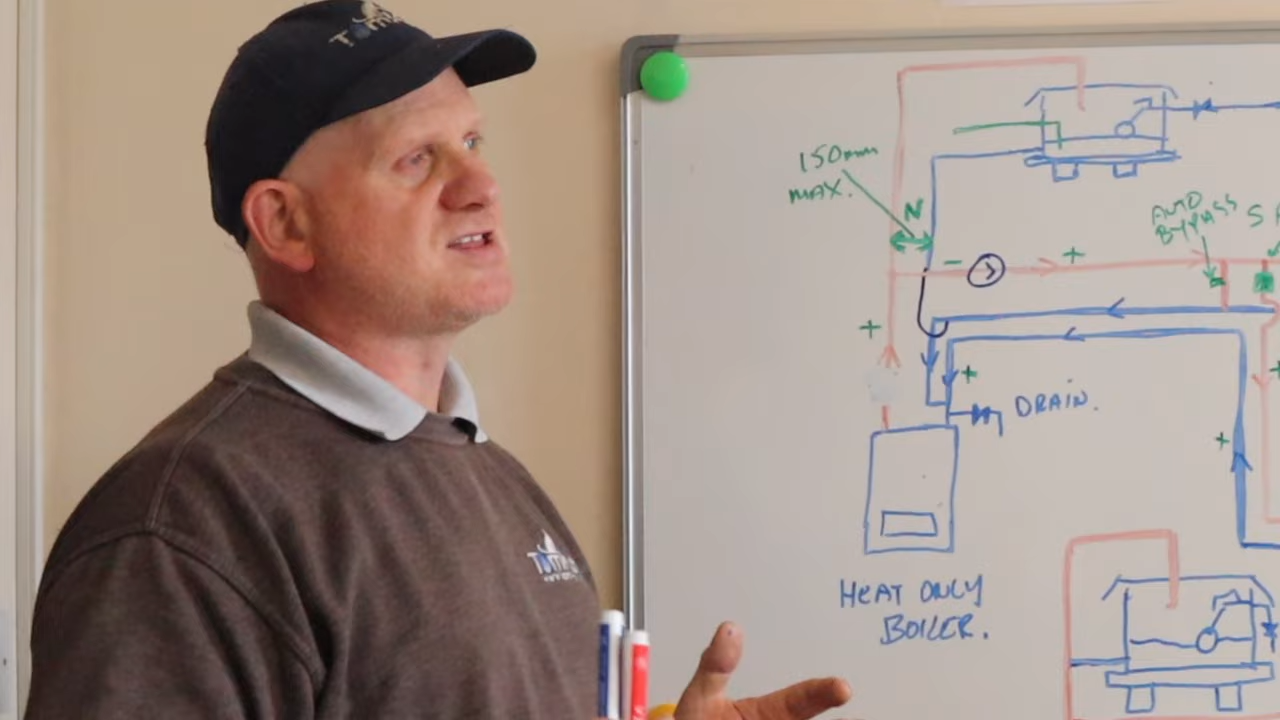 150mm
MAX.
N
AUTO
BYPASS
DRAIN.
HEAT ONLY
BOILER.